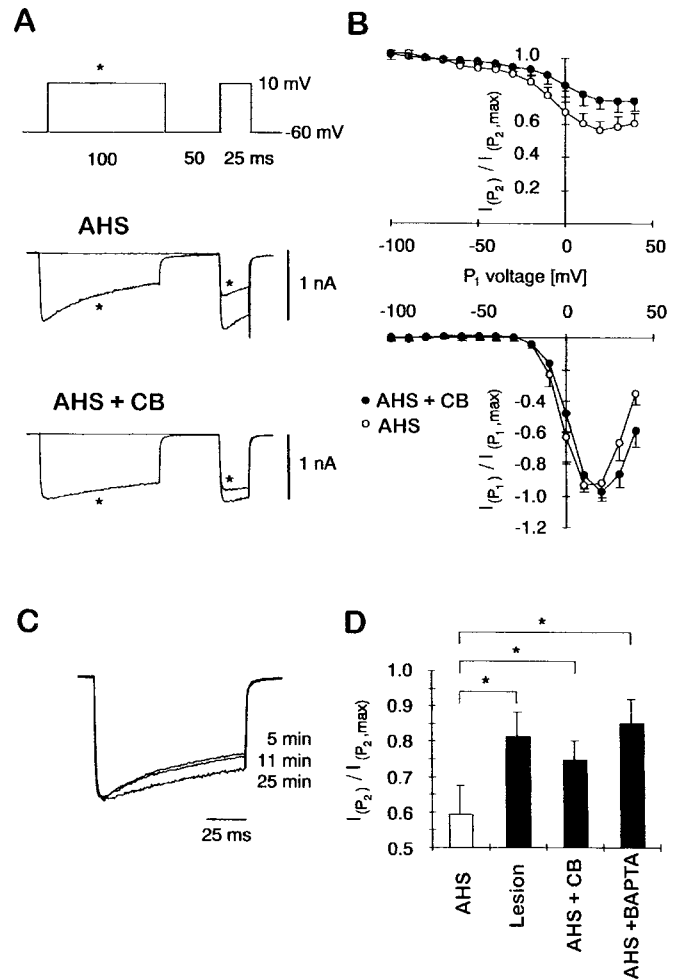 A
*
10 mV
-60 mV
100 50 25 ms
AHS
*
*
1 nA
AHS + CB
*
*
1 nA
B
1.0
0.6
0.4
0.2
I(P2) / I(P2,max)
-100 -50 0 50
P1 voltage [mV]
-100 -50 0 50
-0.4
-0.6
-0.8
-1.0
-1.2
I(P1) / I(P1,max)
AHS + CB
AHS
C
5 min
11 min
25 min
25 ms
D
*
*
*
1.0
0.9
0.8
0.7
0.6
0.5
I(P2) / I(P2,max)
AHS
Lesion
AHS + CB
AHS +BAPTA